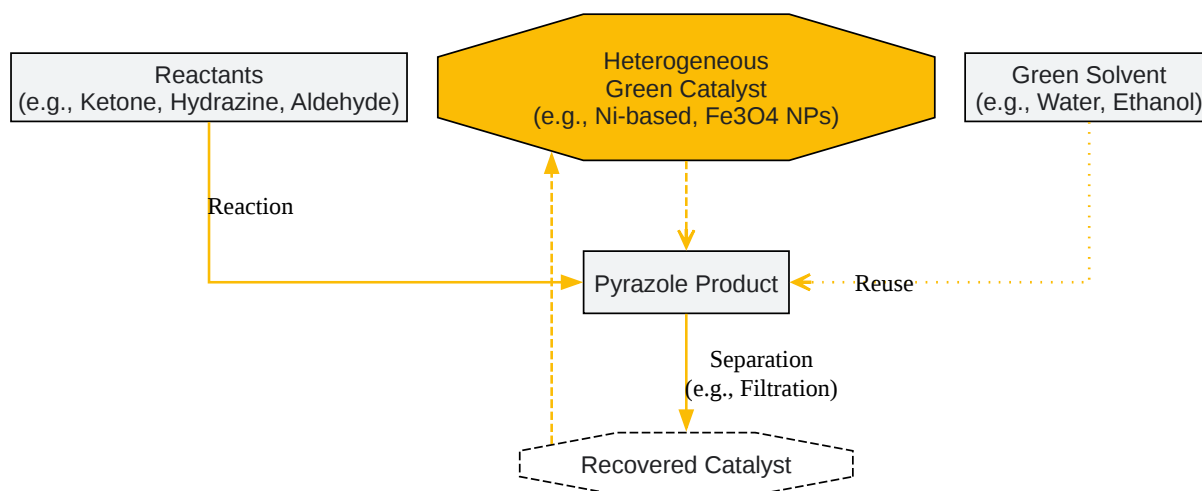 Reactants
(e.g., Ketone, Hydrazine, Aldehyde)
Heterogeneous
Green Catalyst
(e.g., Ni-based, Fe3O4 NPs)
Green Solvent
(e.g., Water, Ethanol)
Reaction
Pyrazole Product
Reuse
Separation
(e.g., Filtration)
Recovered Catalyst